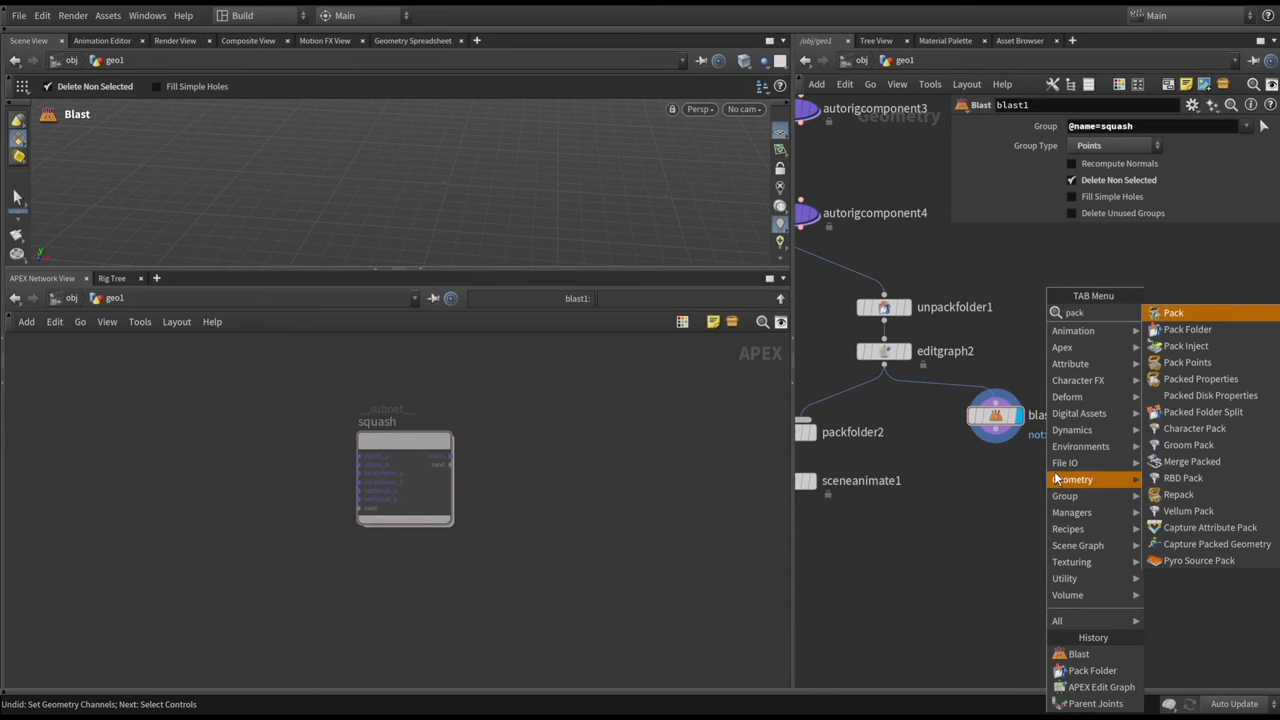 File Edit Render Assets Windows Help Build Main Main
Scene View Animation Editor Render View Composite View Motion FX View Geometry Spreadsheet
obj geo1
Delete Non Selected Fill Simple Holes
Blast
Persp No cam
APEX Network View Rig Tree
obj geo1 blast1:
Add Edit Go View Tools Layout Help
APEX
__subnet__
squash
next
next
/obj/geo1 Tree View Material Palette Asset Browser
obj geo1
Add Edit Go View Tools Layout Help
Blast blast1
Group @name=squash
Group Type Points
Recompute Normals
Delete Non Selected
Fill Simple Holes
Delete Unused Groups
autorigcomponent3
Geometry
autorigcomponent4
unpackfolder1
editgraph2
packfolder2
sceneanimate1
TAB Menu
pack
Animation
Apex
Attribute
Character FX
Deform
Digital Assets
Dynamics
Environments
File IO
Geometry
Group
Managers
Recipes
Scene Graph
Texturing
Utility
Volume
All
History
Blast
Pack Folder
APEX Edit Graph
Parent Joints
Pack
Pack Folder
Pack Inject
Pack Points
Packed Properties
Packed Disk Properties
Packed Folder Split
Character Pack
Groom Pack
Merge Packed
RBD Pack
Repack
Vellum Pack
Capture Attribute Pack
Capture Packed Geometry
Pyro Source Pack
Undid: Set Geometry Channels; Next: Select Controls
Auto Update